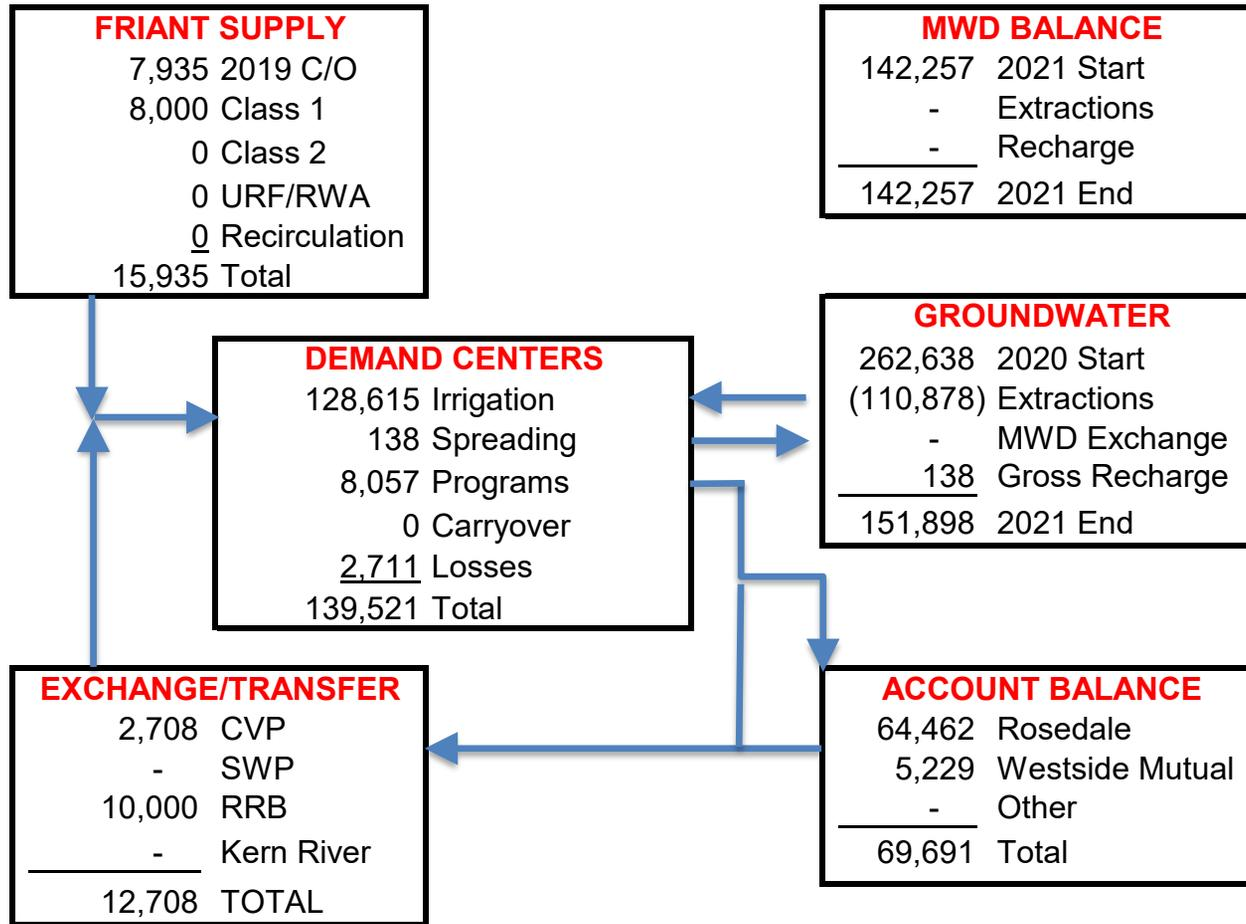 FRIANT SUPPLY
7,935 2019 C/O
8,000 Class 1
0 Class 2
0 URF/RWA
0 Recirculation
15,935 Total
MWD BALANCE
142,257 2021 Start
- Extractions
- Recharge
142,257 2021 End
DEMAND CENTERS
128,615 Irrigation
138 Spreading
8,057 Programs
0 Carryover
2,711 Losses
139,521 Total
GROUNDWATER
262,638 2020 Start
(110,878) Extractions
- MWD Exchange
138 Gross Recharge
151,898 2021 End
EXCHANGE/TRANSFER
2,708 CVP
- SWP
10,000 RRB
- Kern River
12,708 TOTAL
ACCOUNT BALANCE
64,462 Rosedale
5,229 Westside Mutual
- Other
69,691 Total